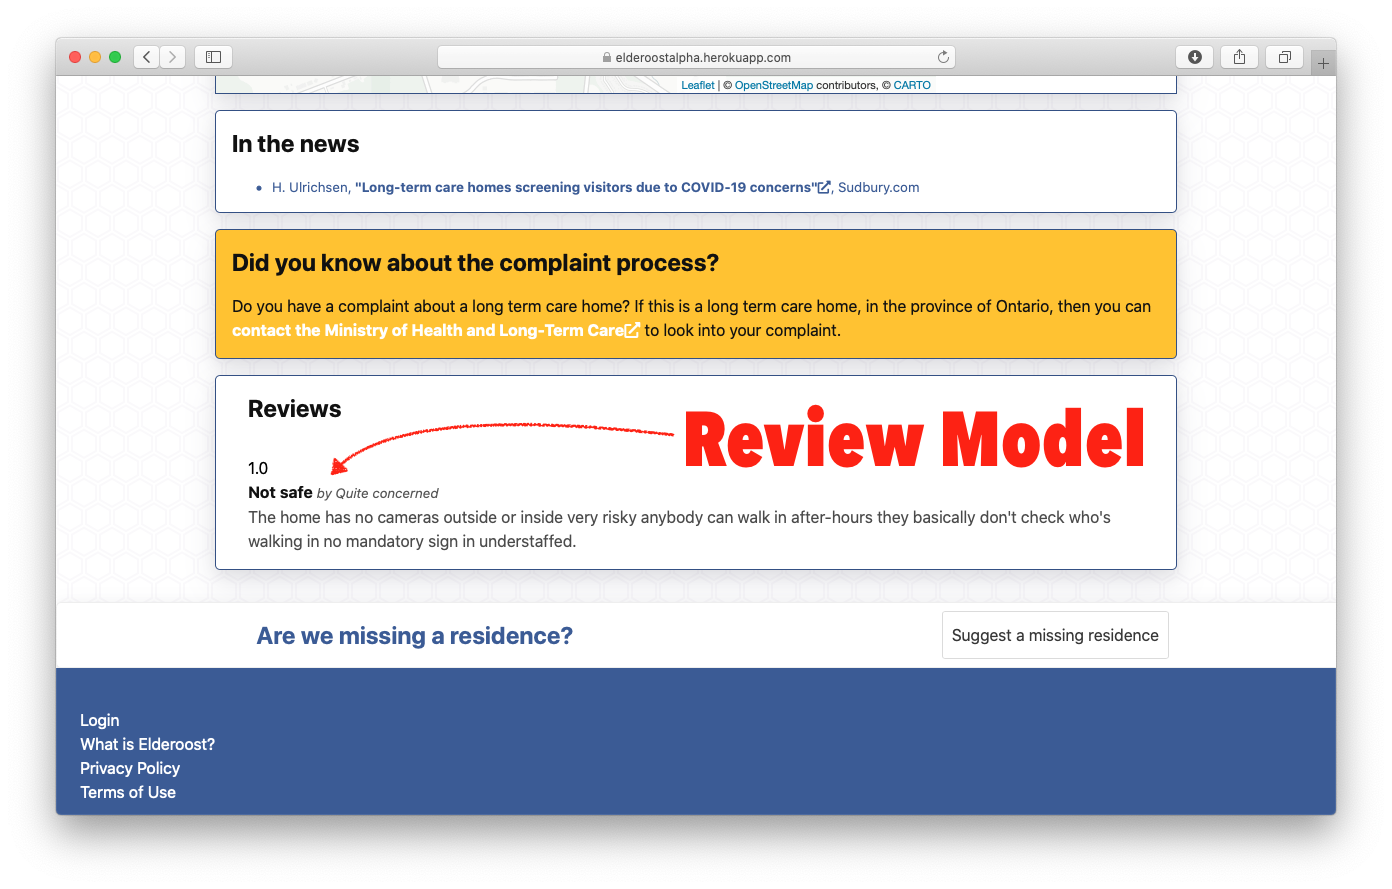 elderoostalpha.herokuapp.com
Leaflet | © OpenStreetMap contributors, © CARTO
In the news
• H. Ulrichsen, "Long-term care homes screening visitors due to COVID-19 concerns", Sudbury.com
Did you know about the complaint process?
Do you have a complaint about a long term care home? If this is a long term care home, in the province of Ontario, then you can
contact the Ministry of Health and Long-Term Care to look into your complaint.
Reviews
Review Model
1.0
Not safe by Quite concerned
The home has no cameras outside or inside very risky anybody can walk in after-hours they basically don't check who's
walking in no mandatory sign in understaffed.
Are we missing a residence?
Suggest a missing residence
Login
What is Elderoost?
Privacy Policy
Terms of Use